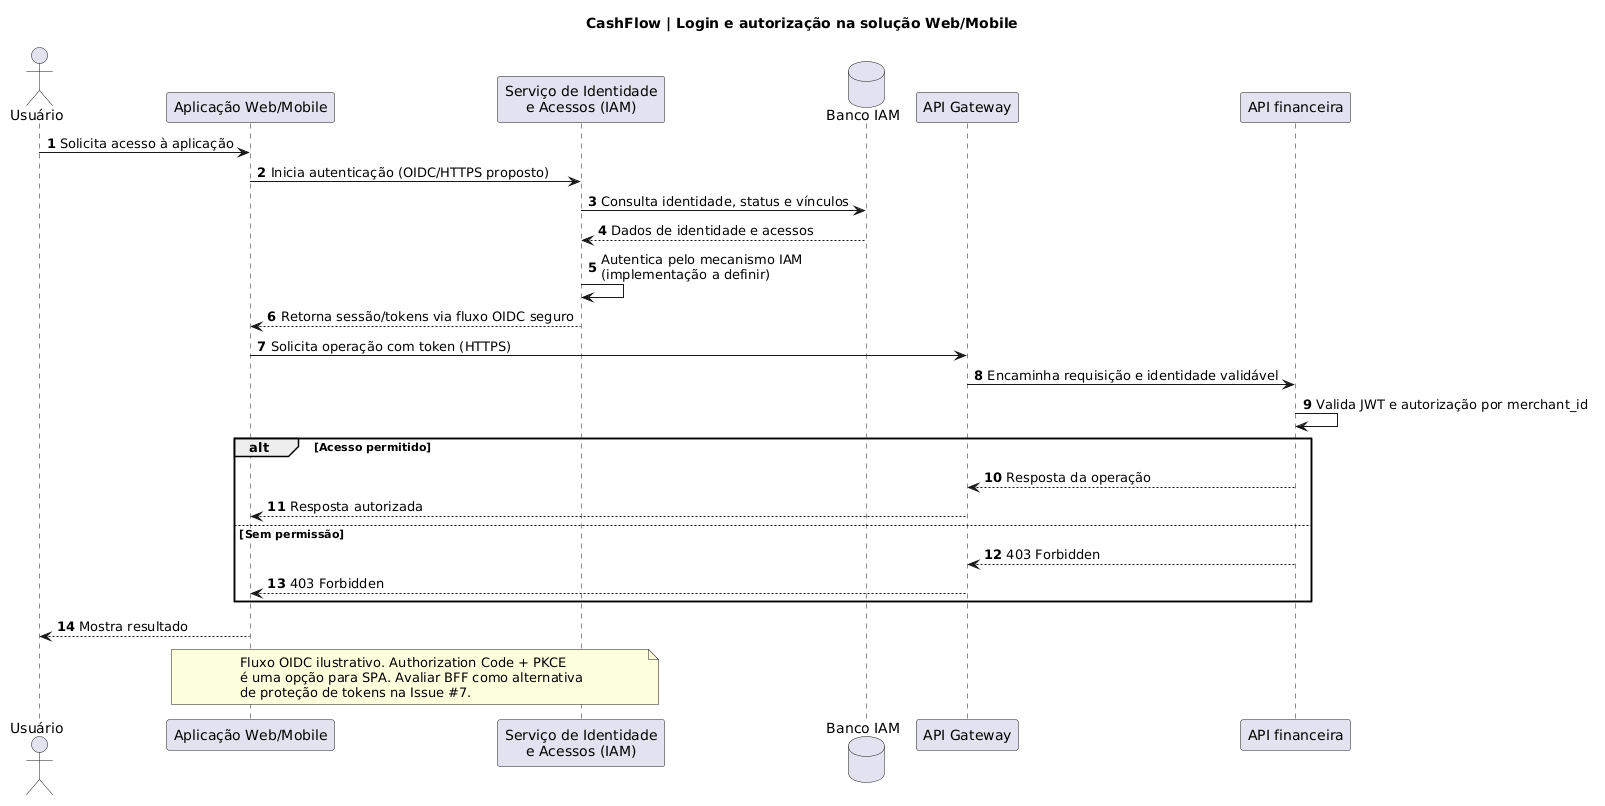 CashFlow | Login e autorização na solução Web/Mobile
Usuário
Aplicação Web/Mobile
Serviço de Identidade
e Acessos (IAM)
Banco IAM
API Gateway
API financeira
1 Solicita acesso à aplicação
2 Inicia autenticação (OIDC/HTTPS proposto)
3 Consulta identidade, status e vínculos
4 Dados de identidade e acessos
5 Autentica pelo mecanismo IAM
(implementação a definir)
6 Retorna sessão/tokens via fluxo OIDC seguro
7 Solicita operação com token (HTTPS)
8 Encaminha requisição e identidade validável
9 Valida JWT e autorização por merchant_id
alt [Acesso permitido]
10 Resposta da operação
11 Resposta autorizada
[Sem permissão]
12 403 Forbidden
13 403 Forbidden
14 Mostra resultado
Fluxo OIDC ilustrativo. Authorization Code + PKCE
é uma opção para SPA. Avaliar BFF como alternativa
de proteção de tokens na Issue #7.
Usuário
Aplicação Web/Mobile
Serviço de Identidade
e Acessos (IAM)
Banco IAM
API Gateway
API financeira